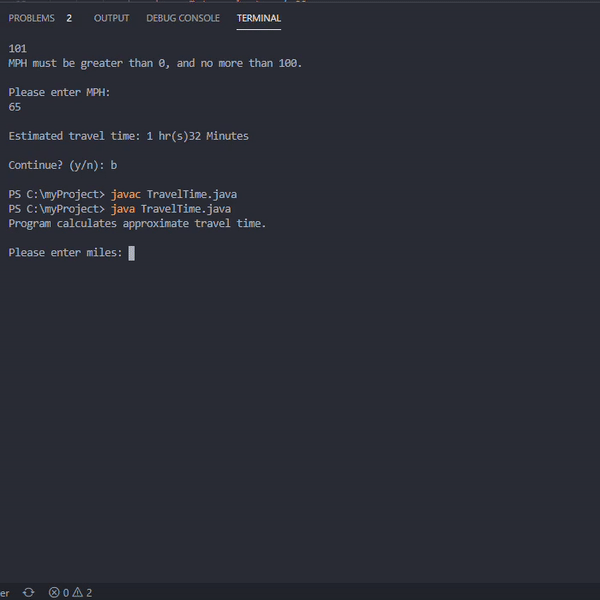 PROBLEMS 2 OUTPUT DEBUG CONSOLE TERMINAL
101
MPH must be greater than 0, and no more than 100.
Please enter MPH:
65
Estimated travel time: 1 hr(s)32 Minutes
Continue? (y/n): b
PS C:\myProject> javac TravelTime.java
PS C:\myProject> java TravelTime.java
Program calculates approximate travel time.
Please enter miles:
er 0 2